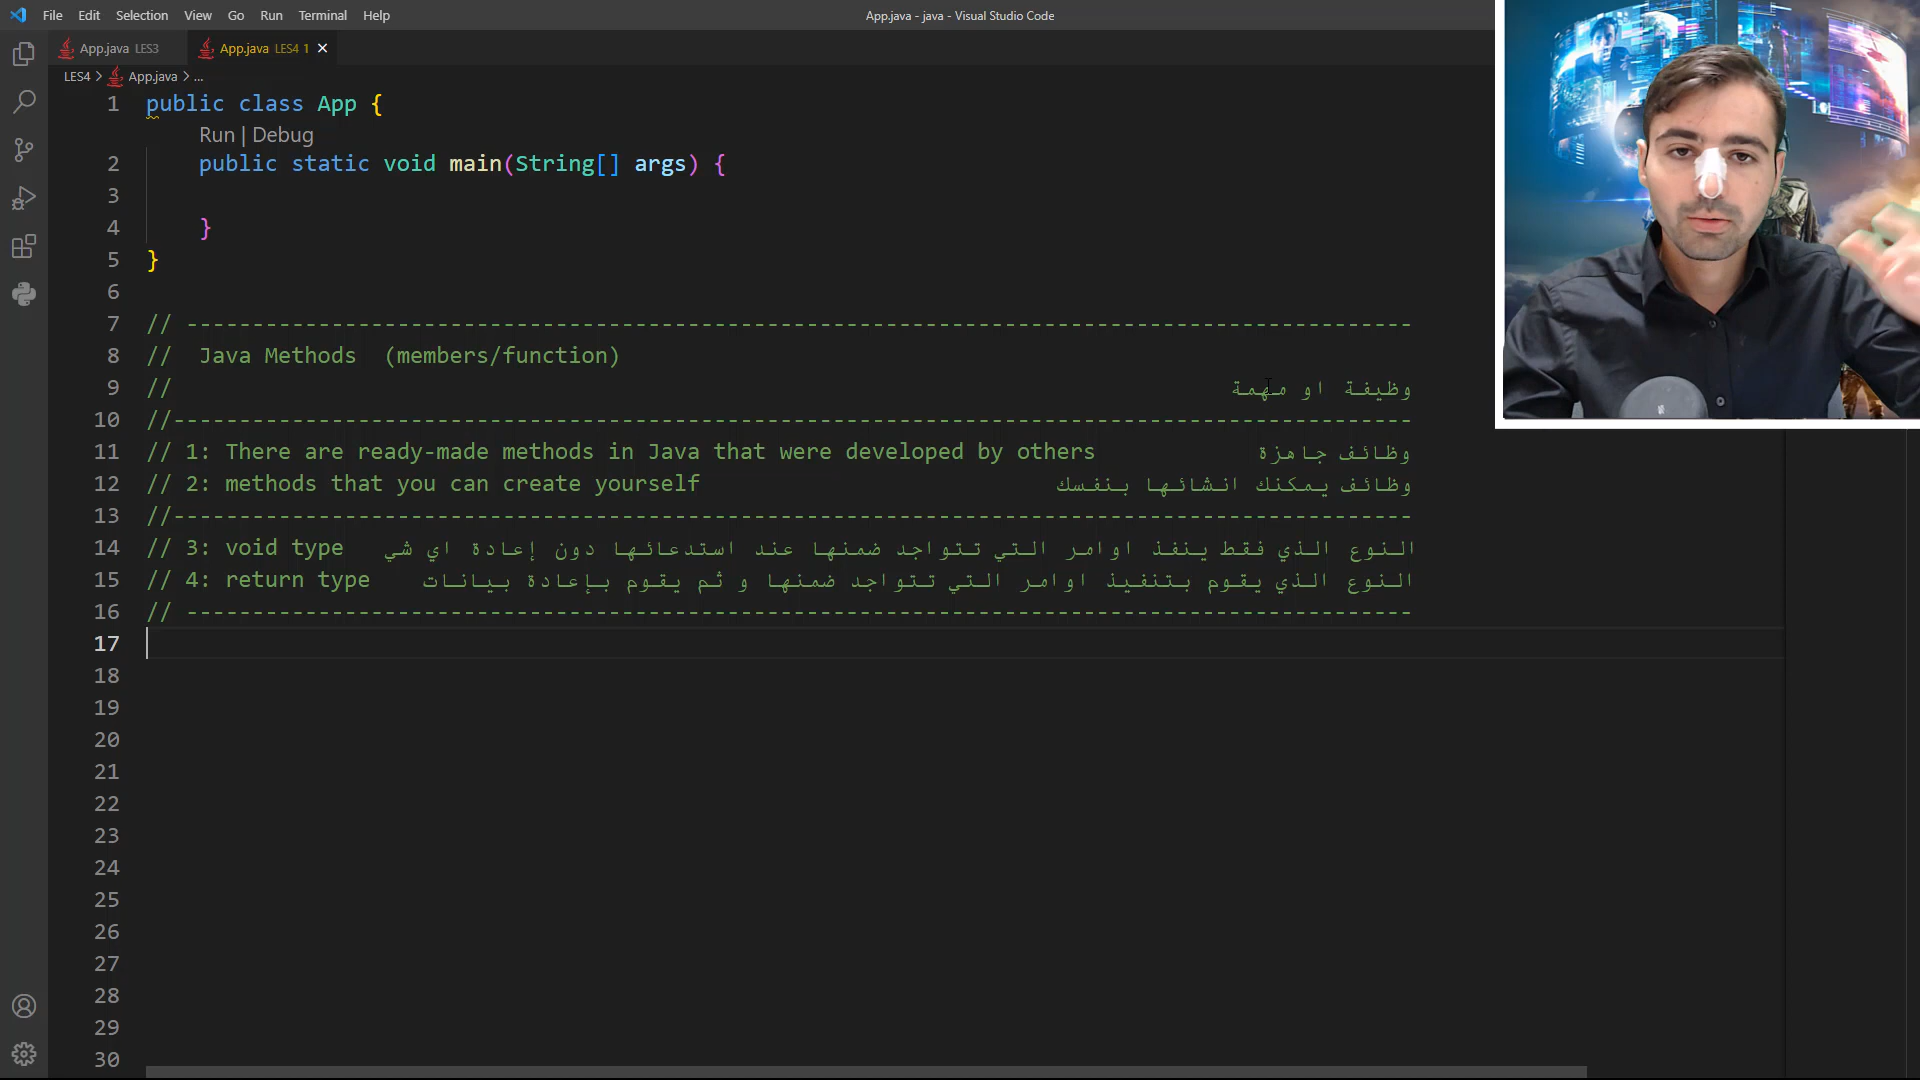 File Edit Selection View Go Run Terminal Help
App.java - java - Visual Studio Code
App.java LES3
App.java LES4 1
LES4 > App.java > ...
1 public class App {
Run | Debug
2 public static void main(String[] args) {
3
4 }
5 }
6
7 // ---------------------------------------------------------------------------------------------
8 // Java Methods (members/function)
9 // وظيفة او مهمة
10 //----------------------------------------------------------------------------------------------
11 // 1: There are ready-made methods in Java that were developed by others وظائف جاهزة
12 // 2: methods that you can create yourself وظائف يمكنك انشائها بنفسك
13 //----------------------------------------------------------------------------------------------
14 // 3: void type النوع الذي فقط ينفذ اوامر التي تتواجد ضمنها عند استدعائها دون إعادة اي شي
15 // 4: return type النوع الذي يقوم بتنفيذ اوامر التي تتواجد ضمنها و ثم يقوم بإعادة بيانات
16 // ---------------------------------------------------------------------------------------------
17
18
19
20
21
22
23
24
25
26
27
28
29
30